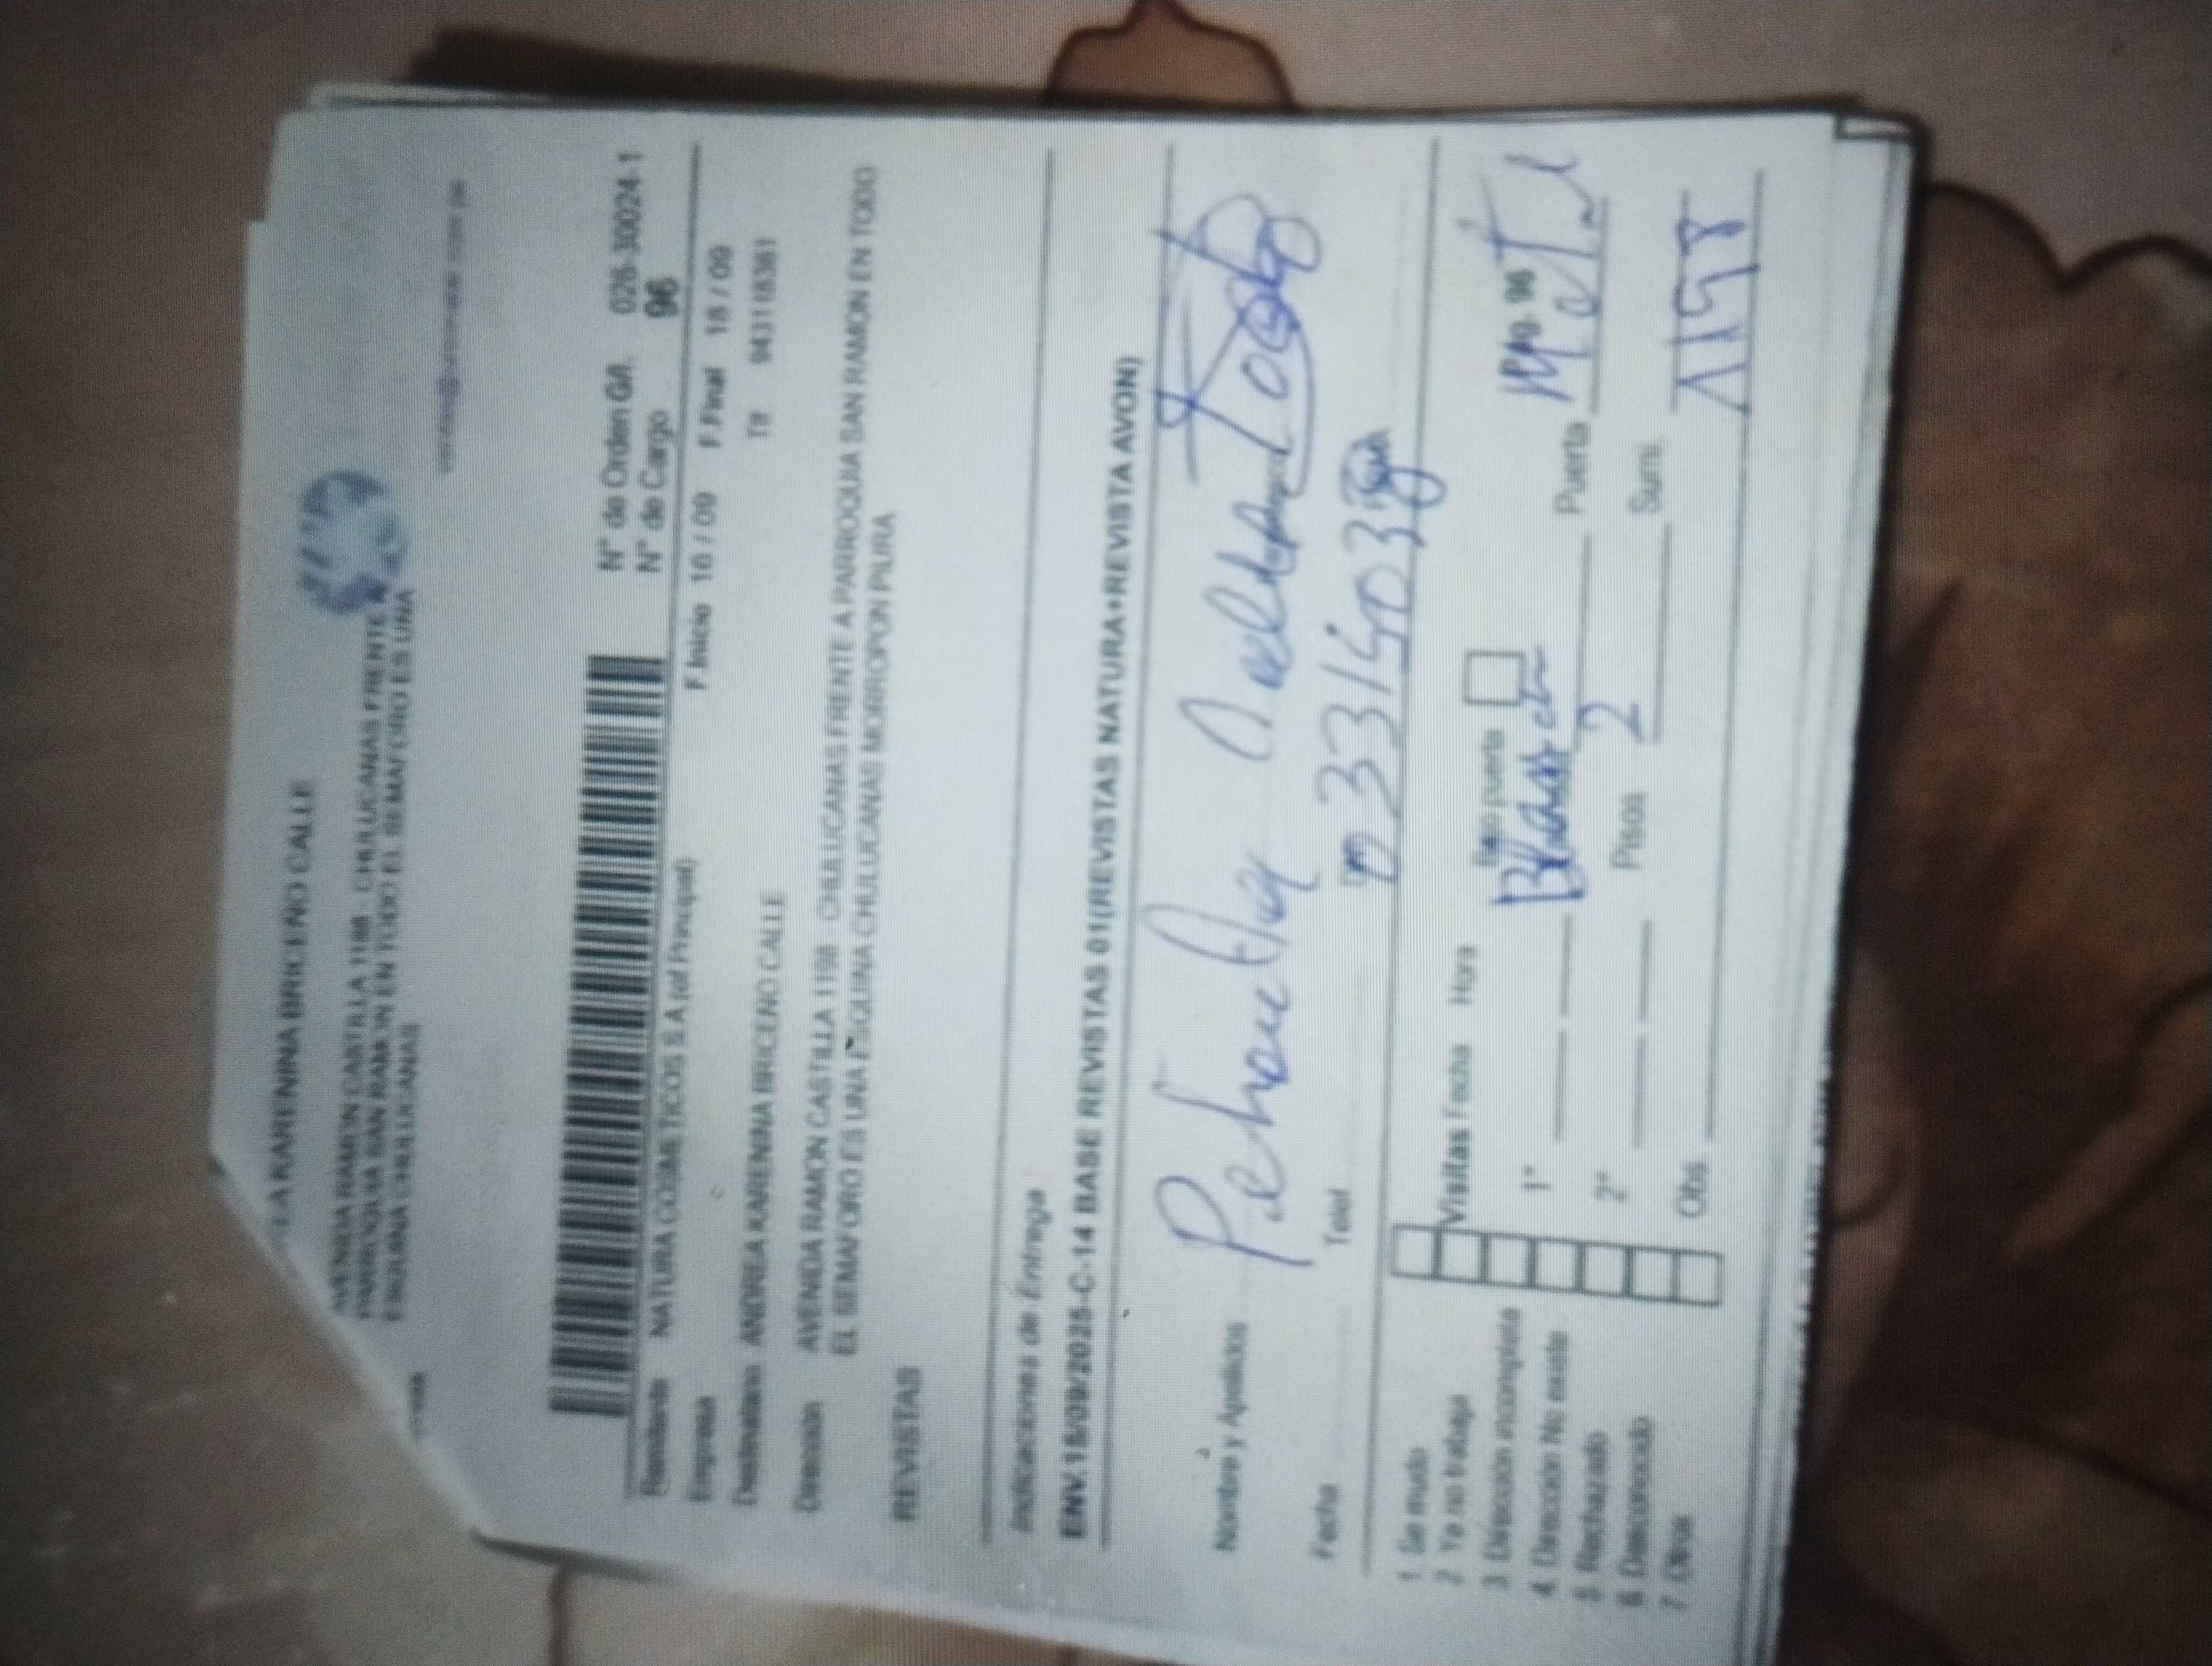 EA KARENINA BRICEÑO CALLE
AVENIDA RAMON CASTILLA 1198 - CHULUCANAS FRENTE A
PARROQUIA SAN RAMON EN TODO EL SEMAFORO ES UNA
ESQUINA CHULUCANAS
N° de Orden GA. 026-30024-1
N° de Cargo 96
Remitente NATURA COSMETICOS S.A (of Principal)
Empresa F.Inicio 16 / 09 F.Final 18 / 09
Destinatario ANDREA KARENINA BRICEÑO CALLE Tlf 943118361
Dirección AVENIDA RAMON CASTILLA 1198 - CHULUCANAS FRENTE A PARROQUIA SAN RAMON EN TODO
EL SEMAFORO ES UNA ESQUINA CHULUCANAS MORROPON PIURA
REVISTAS
Indicaciones de Entrega
ENV.15/09/2025-C-14 BASE REVISTAS 01(REVISTAS NATURA+REVISTA AVON)
Nombre y Apelidos
Fecha Telef
1 Se mudo
2 Ya no trabaja
3 Dirección incompleta
4 Dirección No existe
5 Rechazado
6 Desconocido
7 Otros
Visitas Fecha Hora Bajo puerta 96
1° Puerta
2° Pisos 2 Sumi.
Obs.